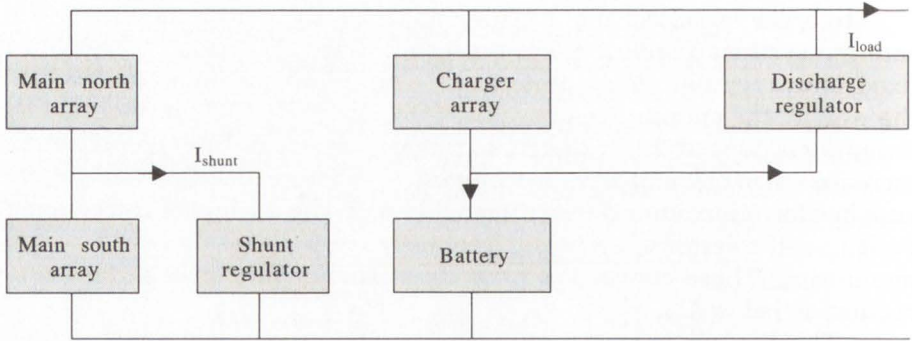 I_load
Main north
array
Charger
array
Discharge
regulator
I_shunt
Main south
array
Shunt
regulator
Battery